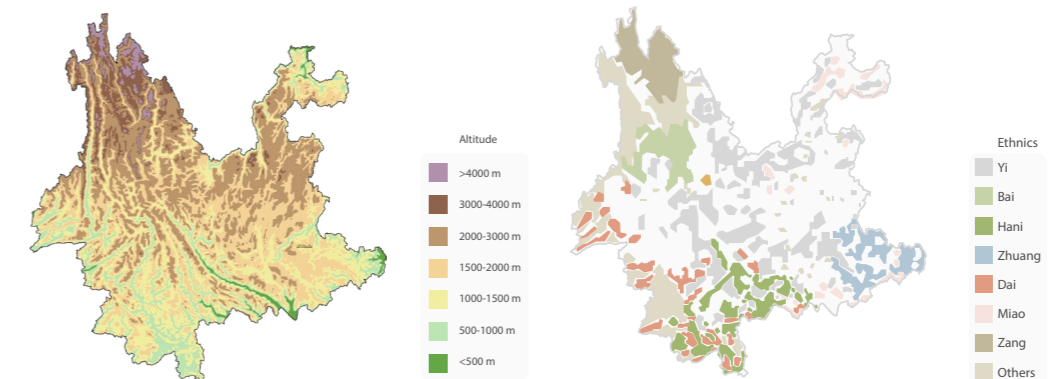 Altitude
>4000 m
3000-4000 m
2000-3000 m
1500-2000 m
1000-1500 m
500-1000 m
<500 m
Ethnics
Yi
Bai
Hani
Zhuang
Dai
Miao
Zang
Others